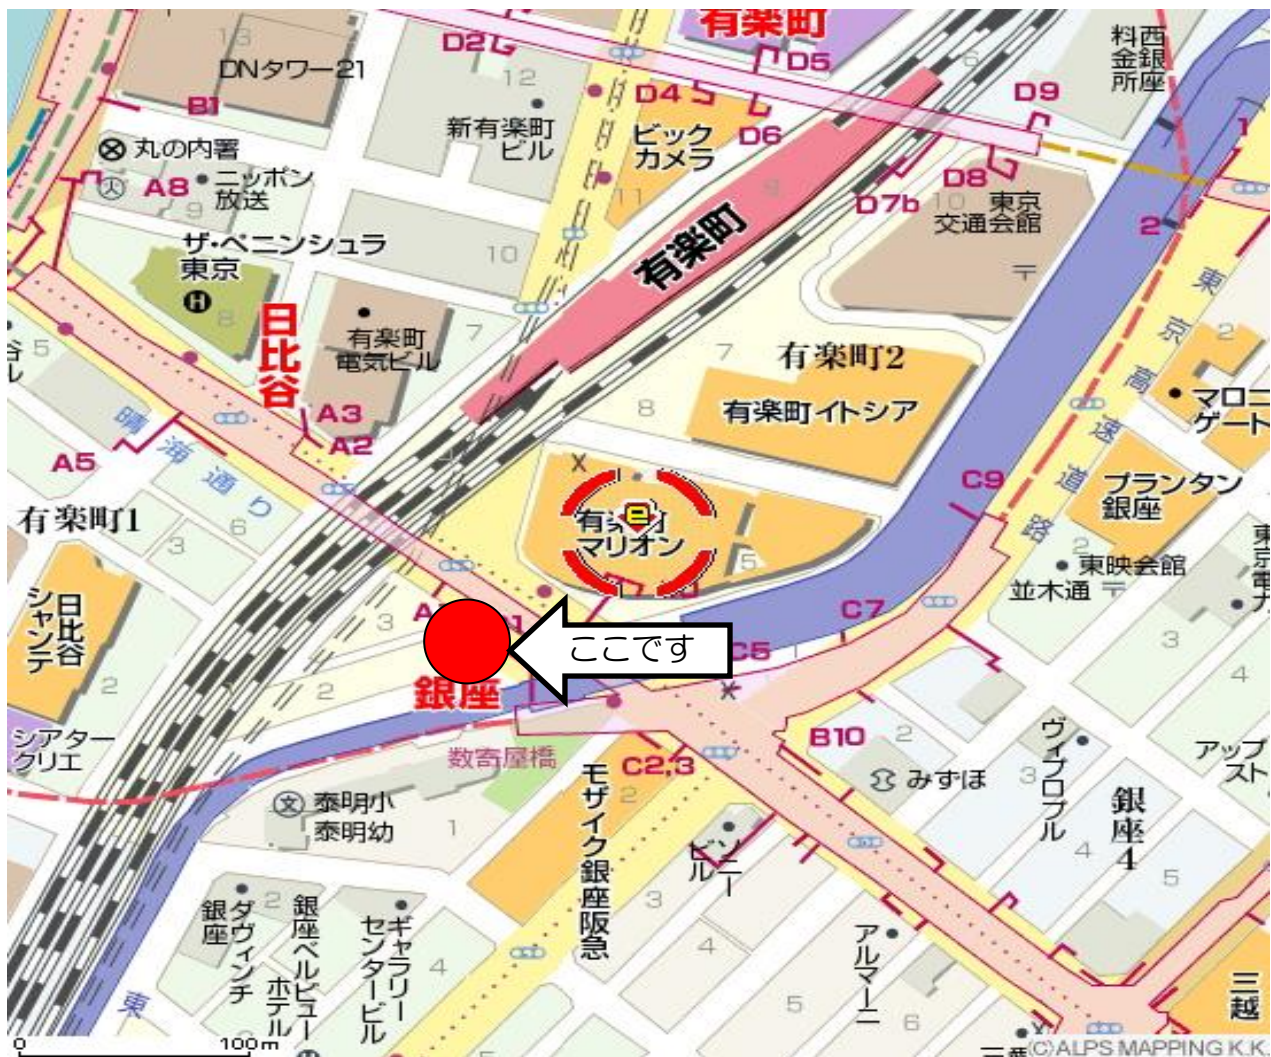 有楽町
13
D2
D5
西銀座
料金所
12
DNタワー21
D4
6
D9
B1
D6
新有楽町
ビル
ビック
カメラ
1
丸の内署
A8
ニッポン
放送
9
11
9
D8
D7b
10
東京
交通会館
2
ザ・ペニンシュラ
東京
H
8
10
有楽町
〒
東京高速道路
日比谷
有楽町
電気ビル
7
7
有楽町2
2
5
マロニ
ゲート
8
有楽町イトシア
A3
A2
A5
晴海通り
C9
プランタン
銀座
有楽町1
6
3
有楽町
マリオン
e
5
2
東映会館
並木通〒
日比谷
シャンテ
3
ここです
C7
C5
1
3
4
2
2
銀座
シアター
クリエ
数寄屋橋
C2,3
B10
2
みずほ
ヴィブロブル
3
アップ
スト
文
泰明小
泰明幼
1
モザイク銀座阪急
2
ソニー
ビル
銀座4
4
5
ダヴィンチ
銀座
2
銀座ベルビュー
ホテル
ギャラリー
センタービル
4
3
4
アルマーニ
5
6
三越
東
0
100m
(C)ALPS MAPPING K.K.